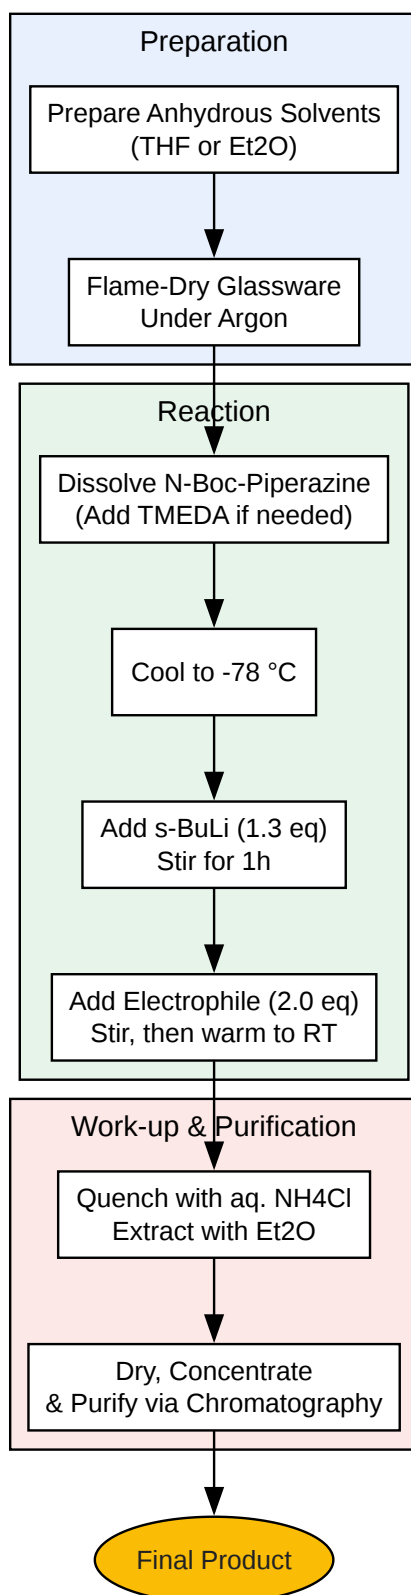 Preparation
Prepare Anhydrous Solvents
(THF or Et2O)
Flame-Dry Glassware
Under Argon
Reaction
Dissolve N-Boc-Piperazine
(Add TMEDA if needed)
Cool to -78 °C
Add s-BuLi (1.3 eq)
Stir for 1h
Add Electrophile (2.0 eq)
Stir, then warm to RT
Work-up & Purification
Quench with aq. NH4Cl
Extract with Et2O
Dry, Concentrate
& Purify via Chromatography
Final Product